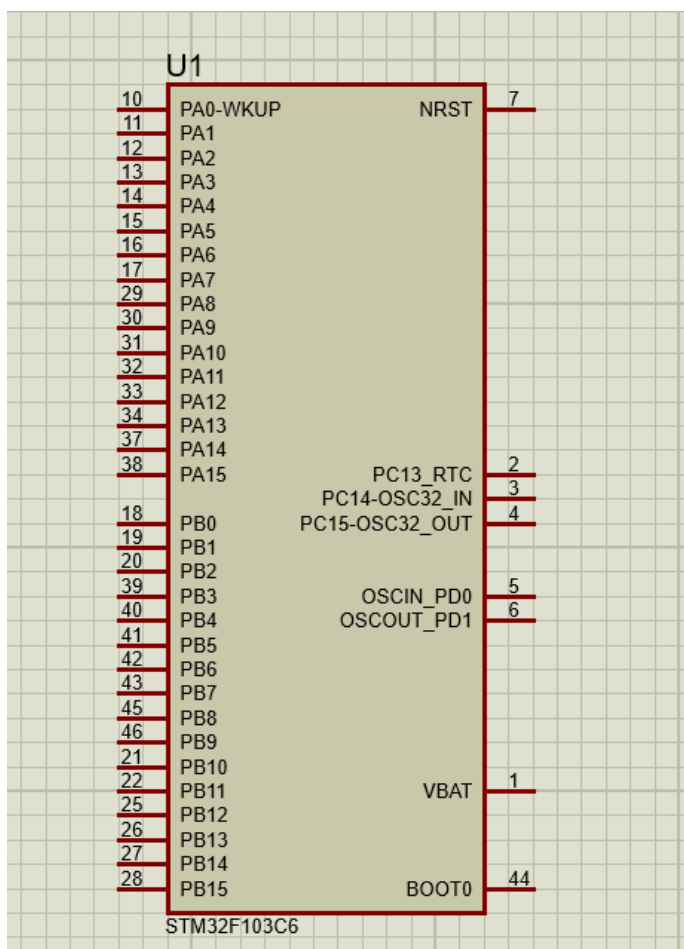 U1
10 PA0-WKUP
11 PA1
12 PA2
13 PA3
14 PA4
15 PA5
16 PA6
17 PA7
29 PA8
30 PA9
31 PA10
32 PA11
33 PA12
34 PA13
37 PA14
38 PA15
18 PB0
19 PB1
20 PB2
39 PB3
40 PB4
41 PB5
42 PB6
43 PB7
45 PB8
46 PB9
21 PB10
22 PB11
25 PB12
26 PB13
27 PB14
28 PB15
NRST 7
PC13_RTC 2
PC14-OSC32_IN 3
PC15-OSC32_OUT 4
OSCIN_PD0 5
OSCOUT_PD1 6
VBAT 1
BOOT0 44
STM32F103C6